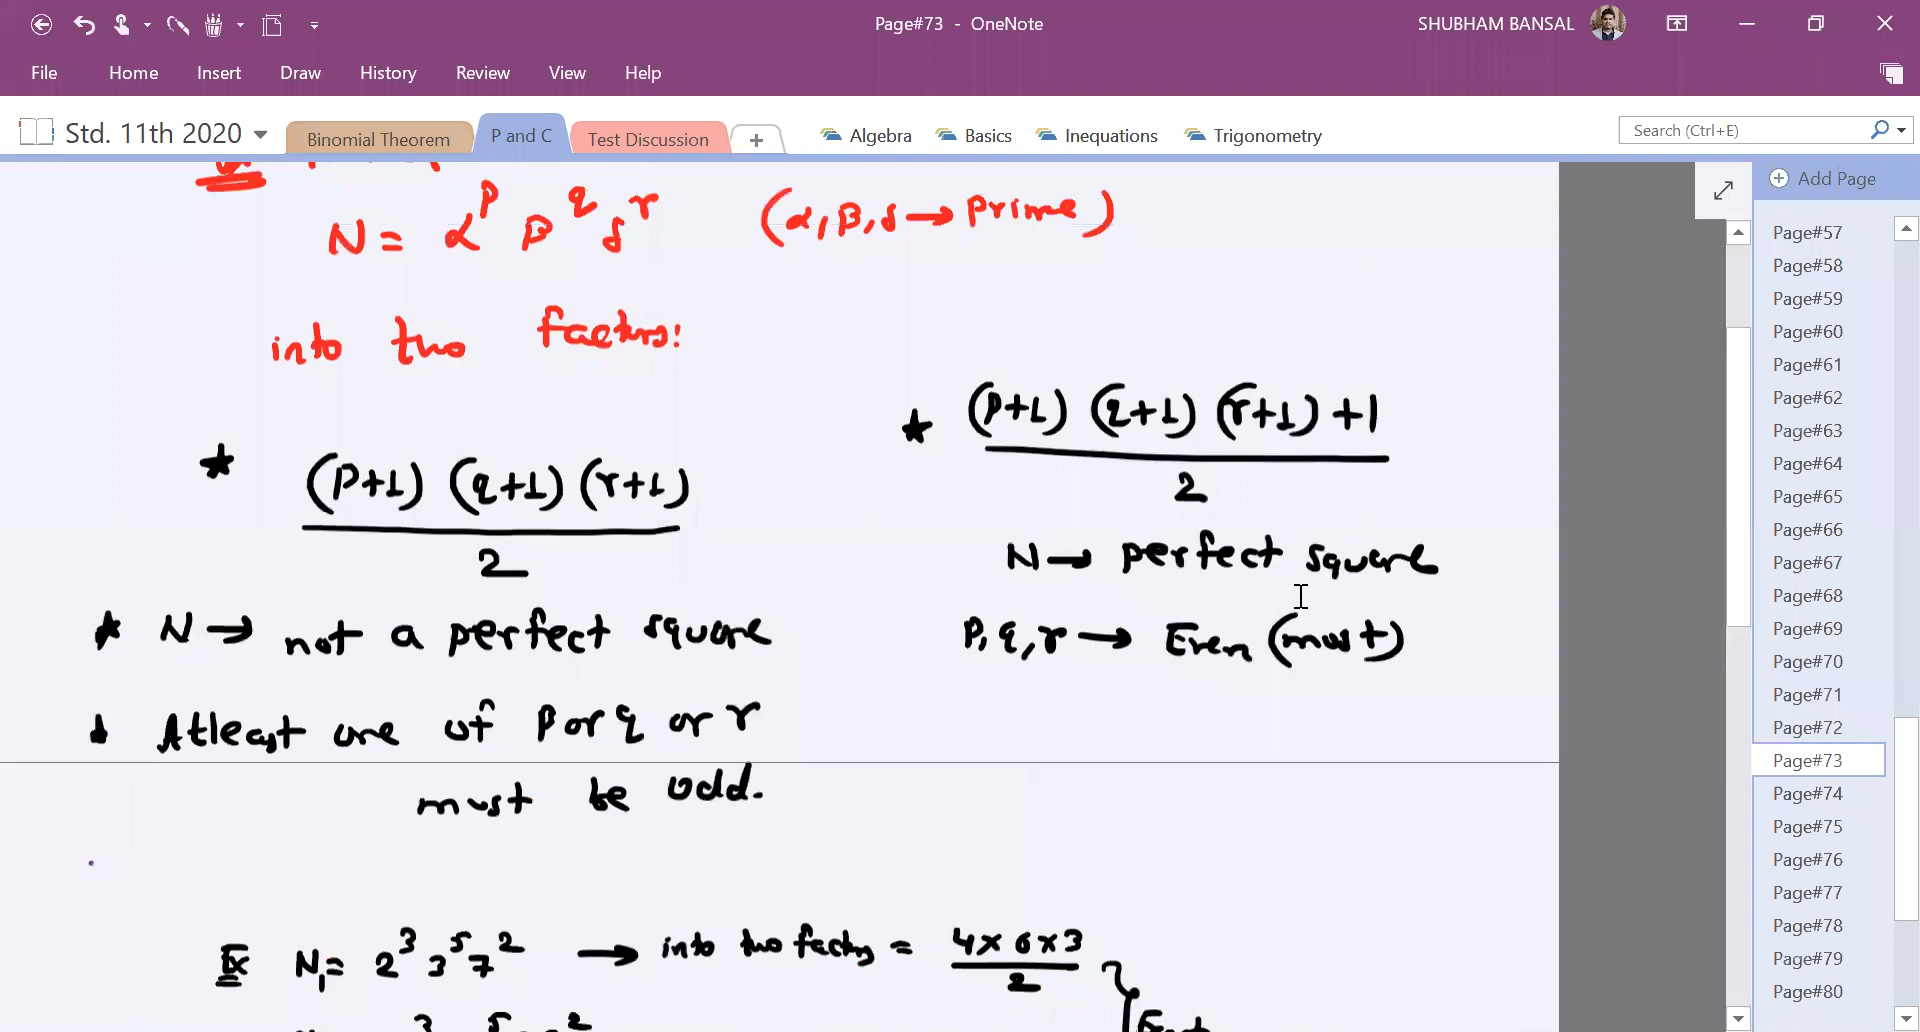 Page#73 - OneNote
SHUBHAM BANSAL
File Home Insert Draw History Review View Help
Std. 11th 2020
Binomial Theorem
P and C
Test Discussion
+
Algebra
Basics
Inequations
Trigonometry
Search (Ctrl+E)
Add Page
Page#57
Page#58
Page#59
Page#60
Page#61
Page#62
Page#63
Page#64
Page#65
Page#66
Page#67
Page#68
Page#69
Page#70
Page#71
Page#72
Page#73
Page#74
Page#75
Page#76
Page#77
Page#78
Page#79
Page#80
N = α^p β^q δ^r (α, β, δ → prime)
into two factors:
★ (p+1) (q+1) (r+1)
2
★ N → not a perfect square
Atleast one of p or q or r
must be odd.
★ (p+1) (q+1) (r+1) +1
2
N → perfect square
p, q, r → Even (must)
Ex N₁ = 2³ 3⁵ 7² → into two factors = 4×6×3
2